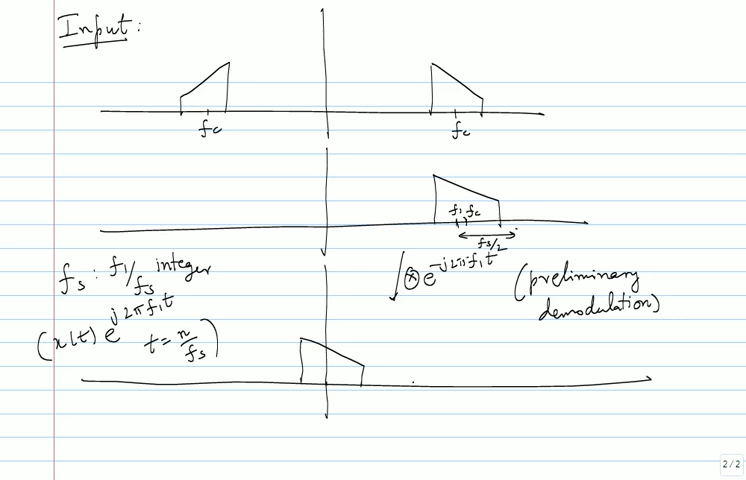 Input:
fc fc
f1 fc
fs/2
fs : f1/fs integer
⊗ e^-j2πf1t (preliminary demodulation)
(x(t) e^j2πf1t t = n/fs)
2 / 2